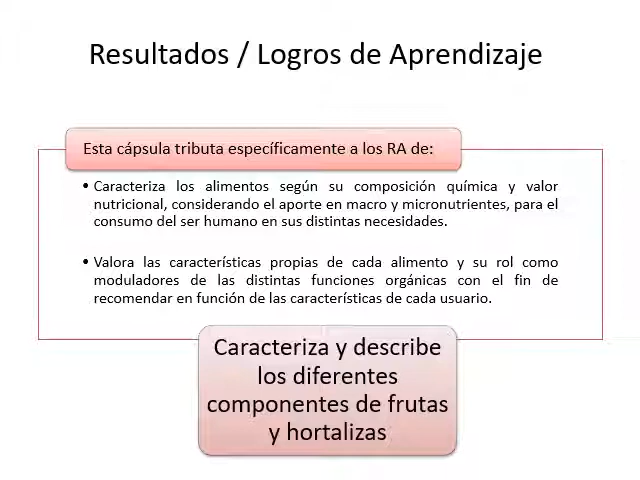 Resultados / Logros de Aprendizaje
Esta cápsula tributa específicamente a los RA de:
• Caracteriza los alimentos según su composición química y valor
nutricional, considerando el aporte en macro y micronutrientes, para el
consumo del ser humano en sus distintas necesidades.
• Valora las características propias de cada alimento y su rol como
moduladores de las distintas funciones orgánicas con el fin de
recomendar en función de las características de cada usuario.
Caracteriza y describe
los diferentes
componentes de frutas
y hortalizas